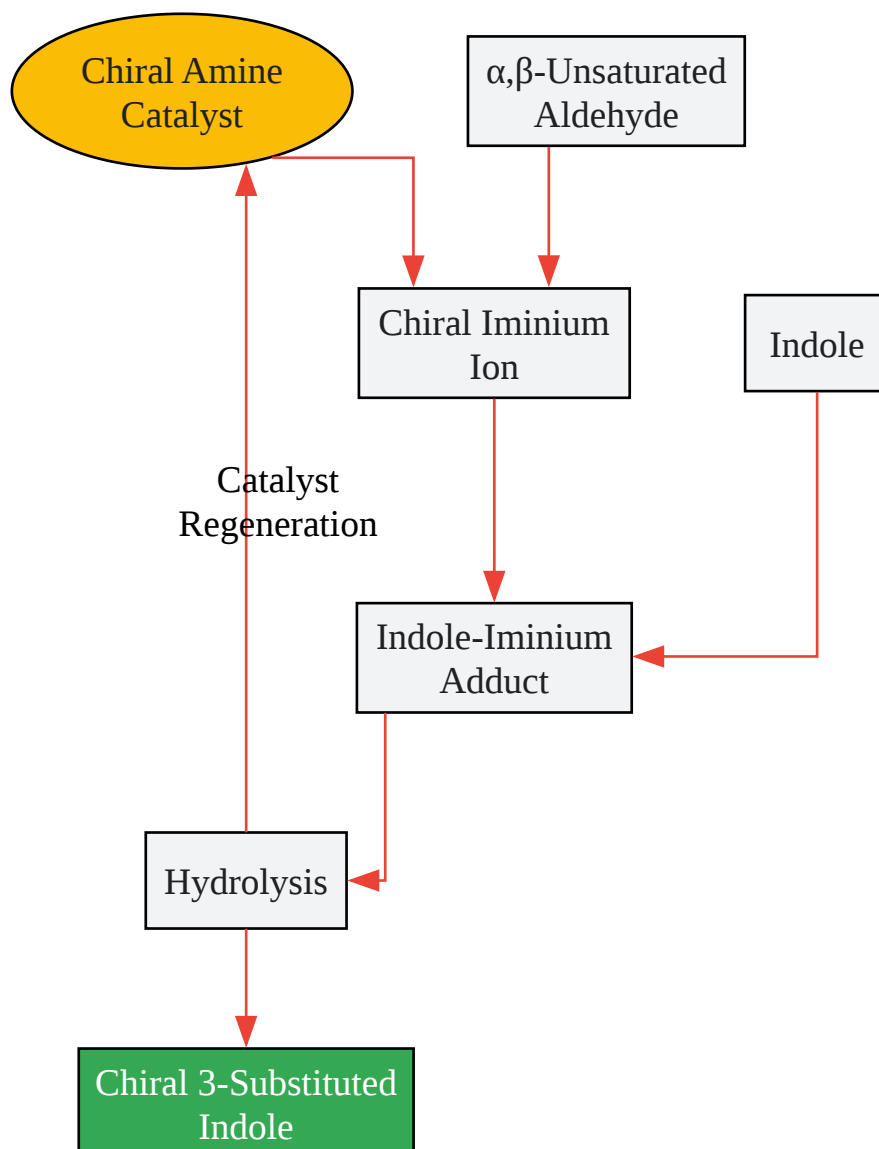 Chiral Amine
Catalyst
α,β-Unsaturated
Aldehyde
Chiral Iminium
Ion
Indole
Catalyst
Regeneration
Indole-Iminium
Adduct
Hydrolysis
Chiral 3-Substituted
Indole